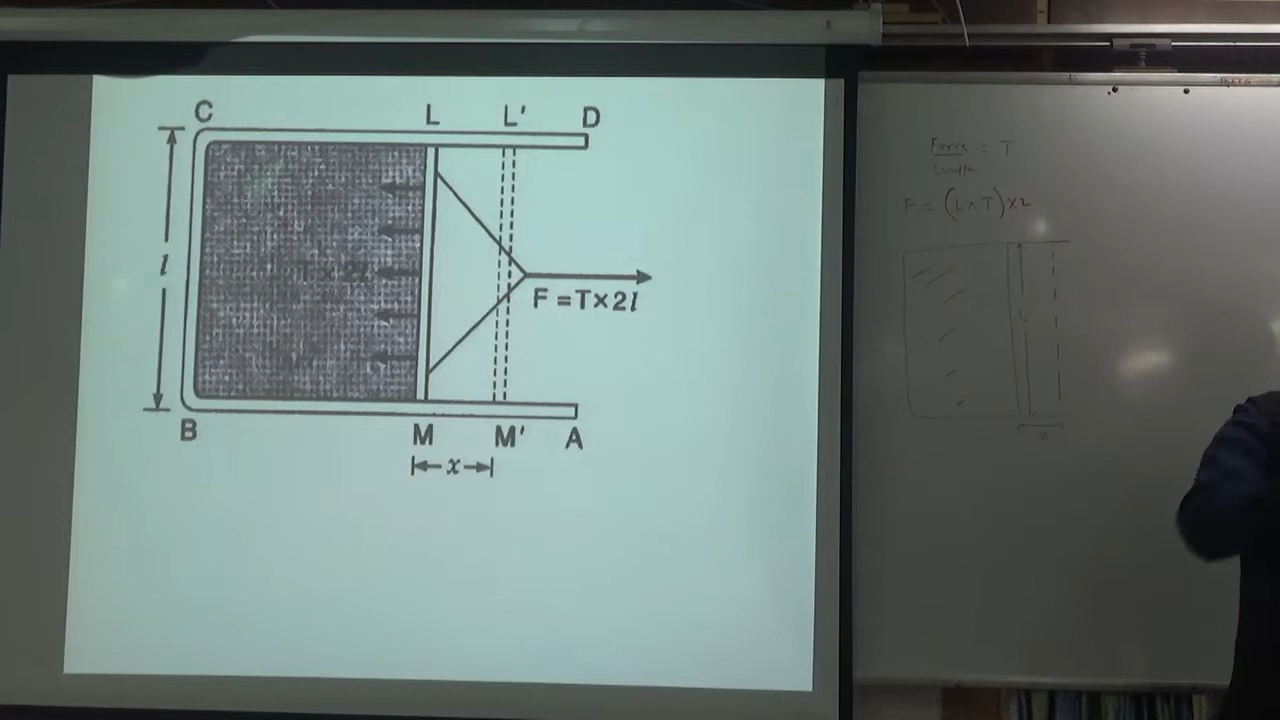 C L L' D
l
T × 2l
F = T × 2l
B M M' A
x
Force = T
Length
F = (L × T) × 2
L
x